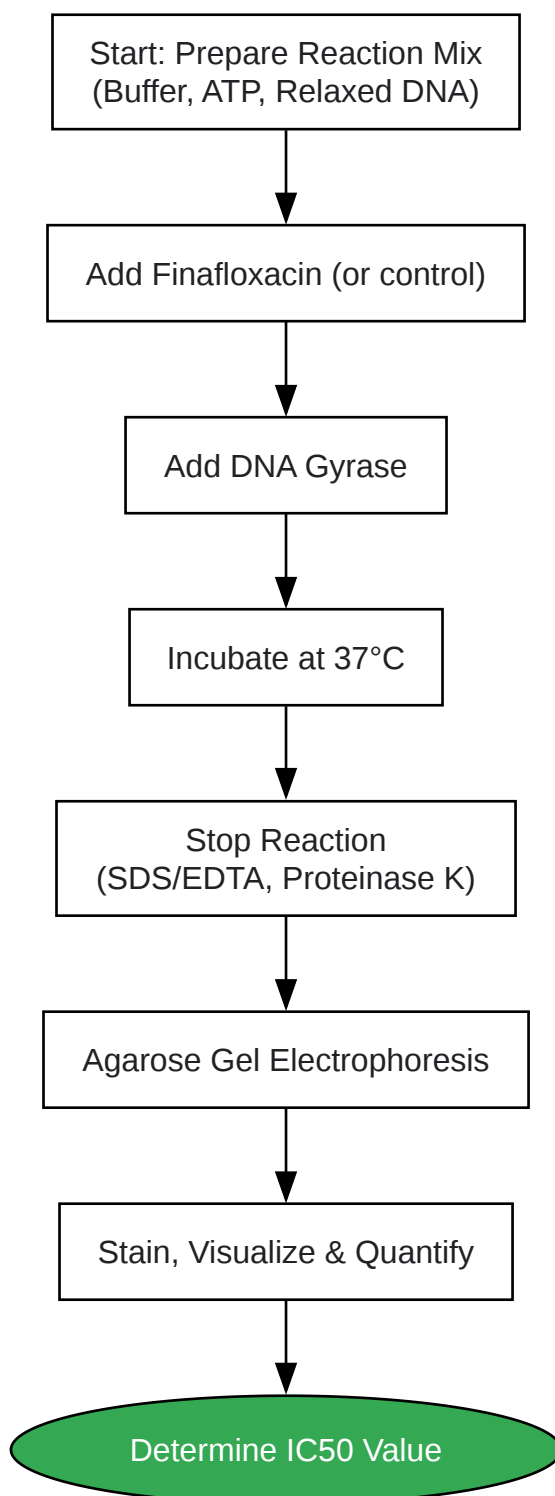 Start: Prepare Reaction Mix
(Buffer, ATP, Relaxed DNA)
Add Finafloxacin (or control)
Add DNA Gyrase
Incubate at 37°C
Stop Reaction
(SDS/EDTA, Proteinase K)
Agarose Gel Electrophoresis
Stain, Visualize & Quantify
Determine IC50 Value